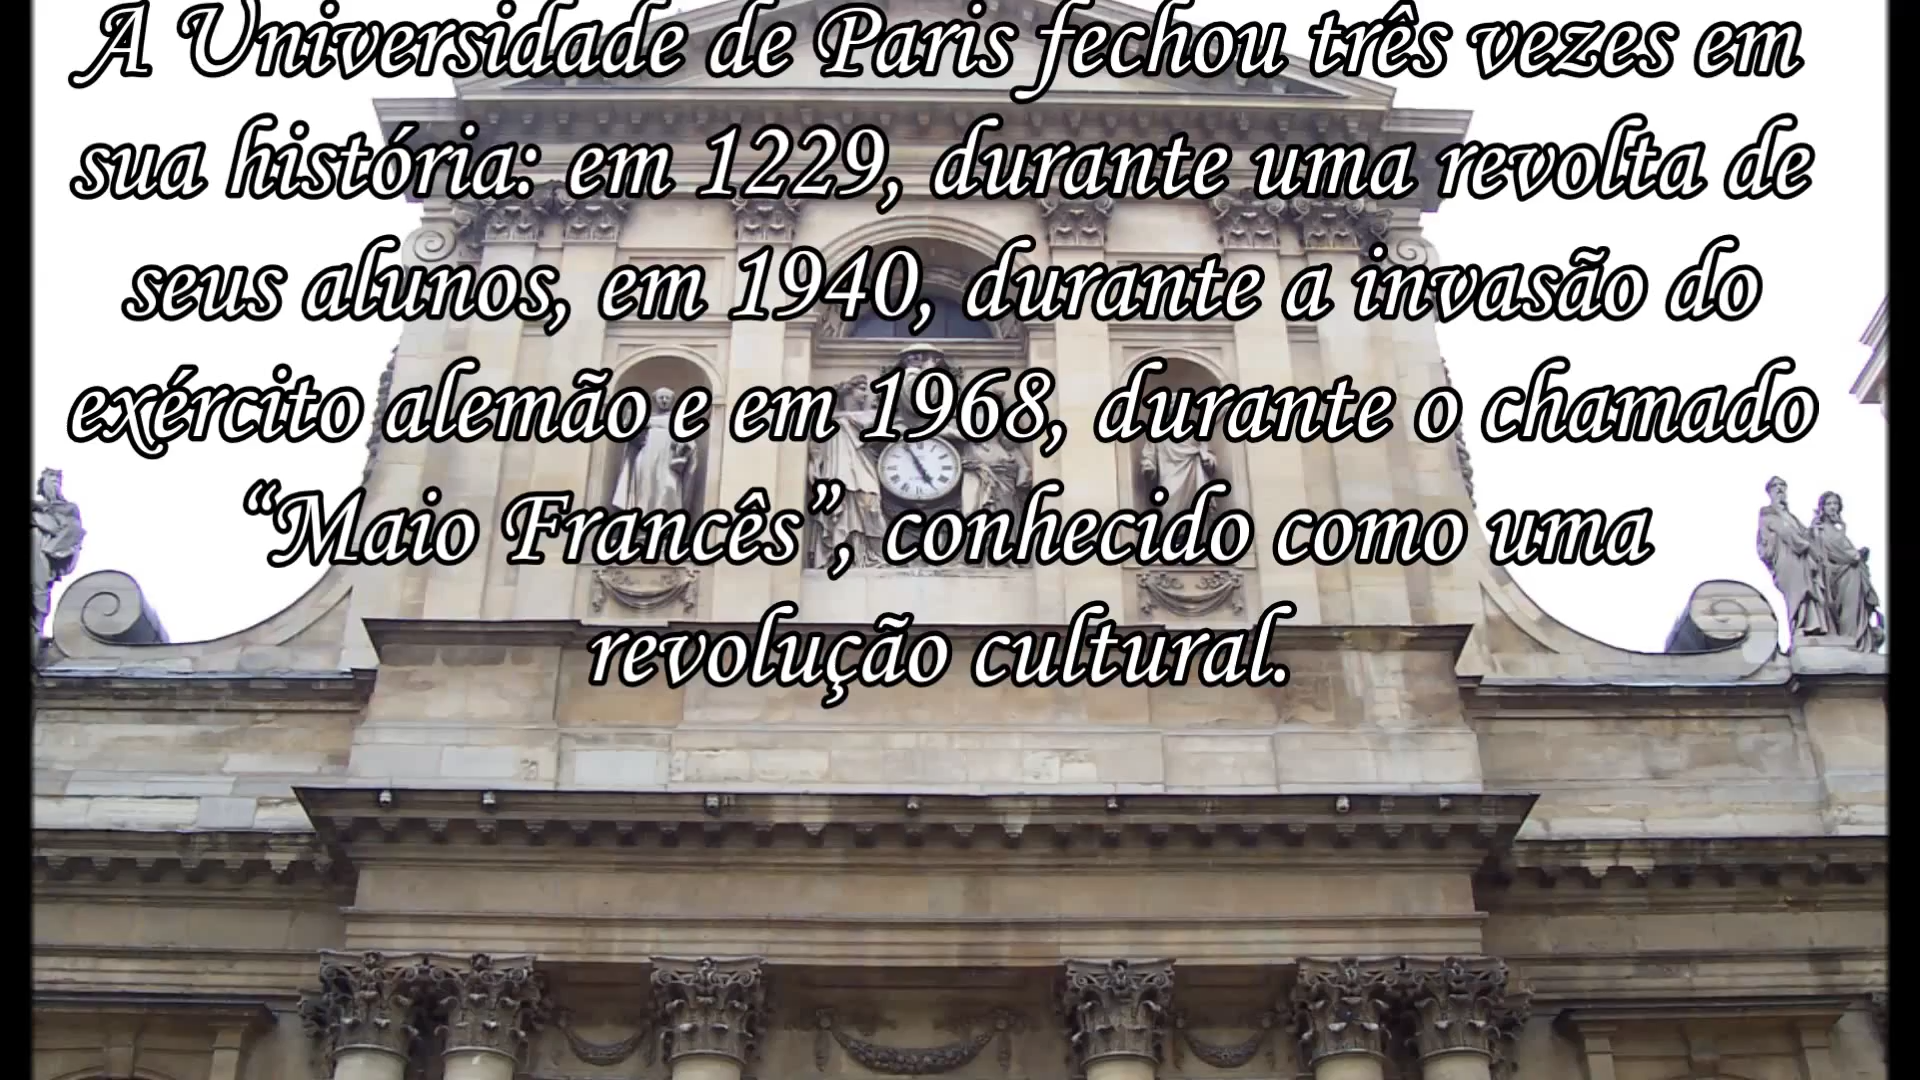 A Universidade de Paris fechou três vezes em
sua história: em 1229, durante uma revolta de
seus alunos, em 1940, durante a invasão do
exército alemão e em 1968, durante o chamado
“Maio Francês”, conhecido como uma
revolução cultural.